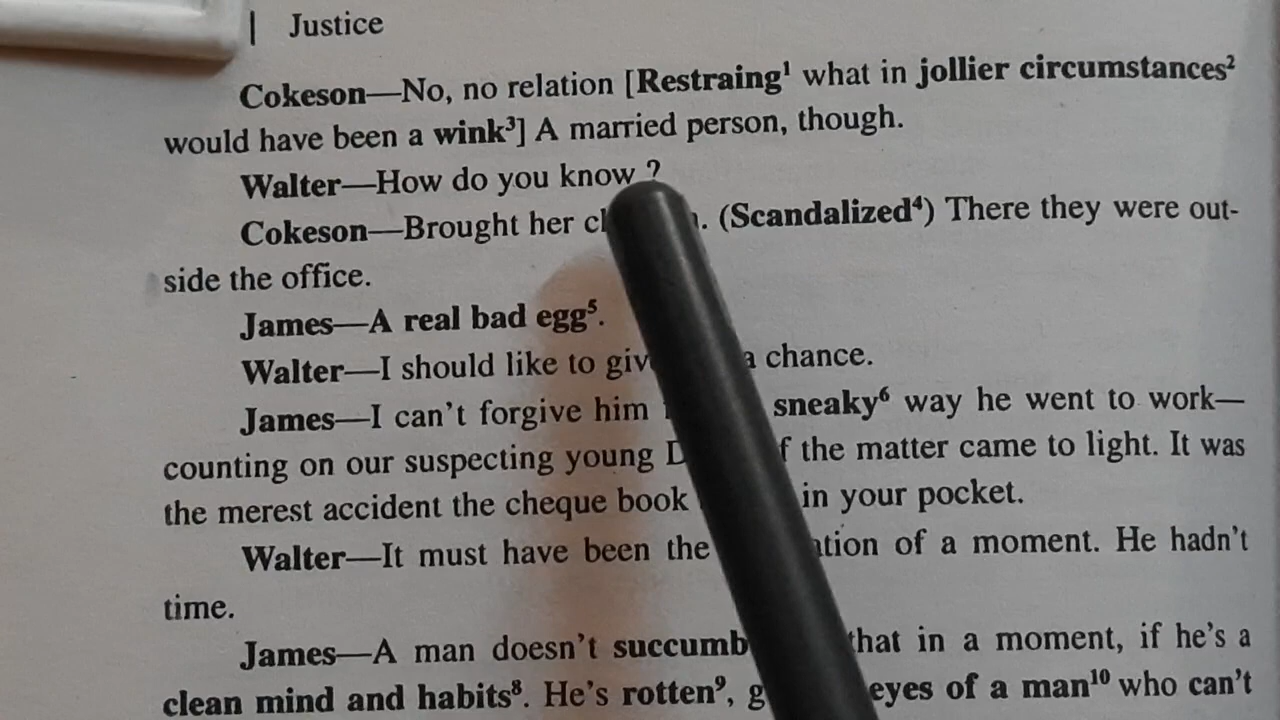 | Justice
Cokeson—No, no relation [Restraing¹ what in jollier circumstances²
would have been a wink³] A married person, though.
Walter—How do you know ?
Cokeson—Brought her (Scandalized⁴) There they were out-
side the office.
James—A real bad egg⁵.
Walter—I should like to a chance.
James—I can't forgive him sneaky⁶ way he went to work—
counting on our suspecting young the matter came to light. It was
the merest accident the cheque book in your pocket.
Walter—It must have been the of a moment. He hadn't
time.
James—A man doesn't succumb that in a moment, if he's a
clean mind and habits⁸. He's rotten⁹, eyes of a man¹⁰ who can't